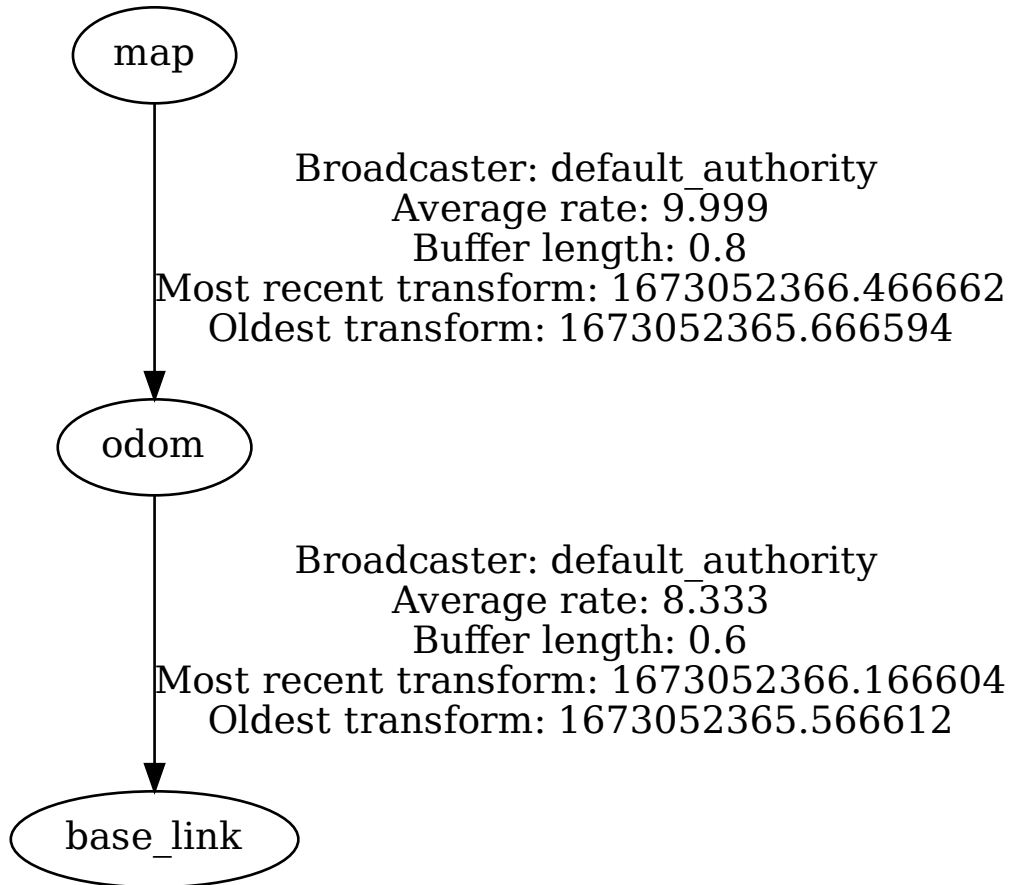 map
Broadcaster: default_authority
Average rate: 9.999
Buffer length: 0.8
Most recent transform: 1673052366.466662
Oldest transform: 1673052365.666594
odom
Broadcaster: default_authority
Average rate: 8.333
Buffer length: 0.6
Most recent transform: 1673052366.166604
Oldest transform: 1673052365.566612
base_link